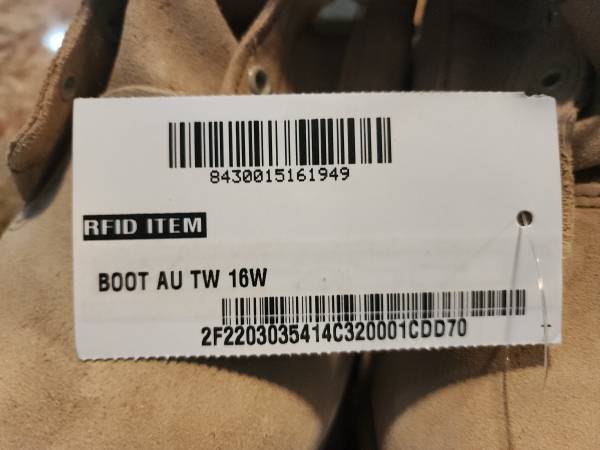 8430015161949
RFID ITEM
BOOT AU TW 16W
2F2203035414C320001CDD70